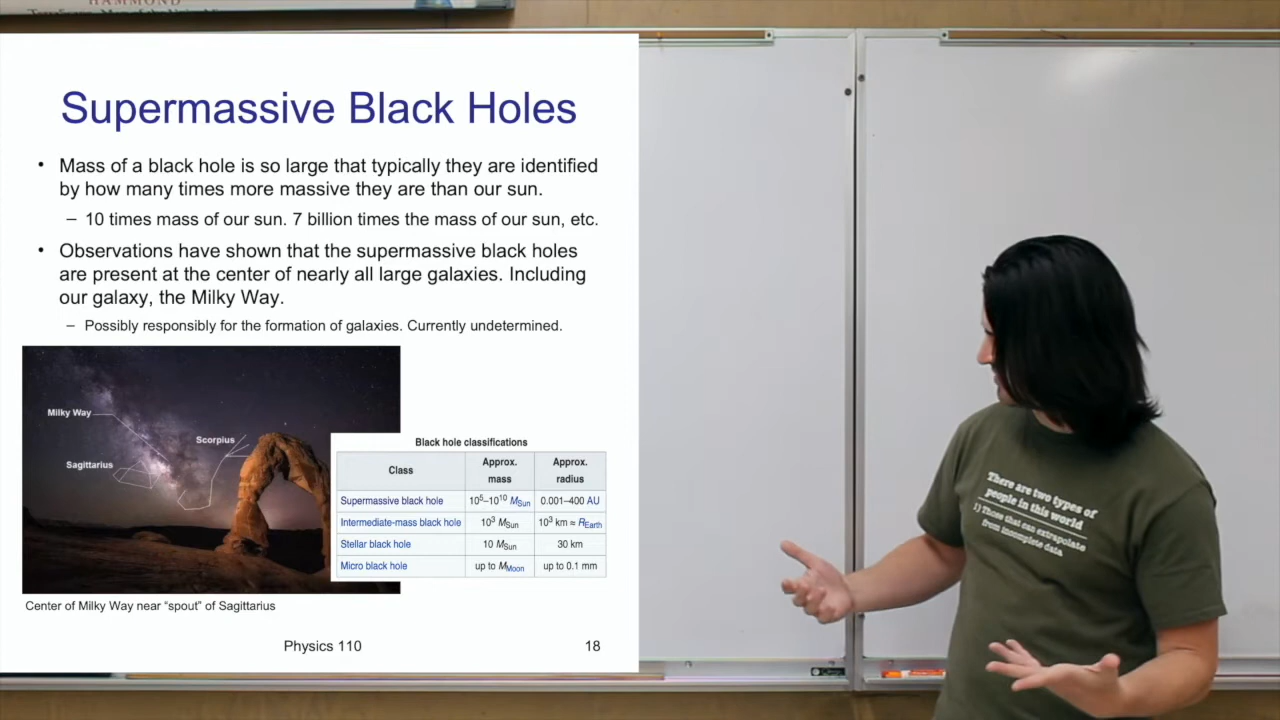 HAMMOND
Supermassive Black Holes
• Mass of a black hole is so large that typically they are identified
by how many times more massive they are than our sun.
– 10 times mass of our sun. 7 billion times the mass of our sun, etc.
• Observations have shown that the supermassive black holes
are present at the center of nearly all large galaxies. Including
our galaxy, the Milky Way.
– Possibly responsibly for the formation of galaxies. Currently undetermined.
Milky Way
Scorpius
Sagittarius
Black hole classifications
Class Approx. mass Approx. radius
Supermassive black hole 10⁵–10¹⁰ MSun 0.001–400 AU
Intermediate-mass black hole 10³ MSun 10³ km ≈ REarth
Stellar black hole 10 MSun 30 km
Micro black hole up to MMoon up to 0.1 mm
Center of Milky Way near “spout” of Sagittarius
Physics 110
18
There are two types of
people in this world
1) Those that can extrapolate
from incomplete data